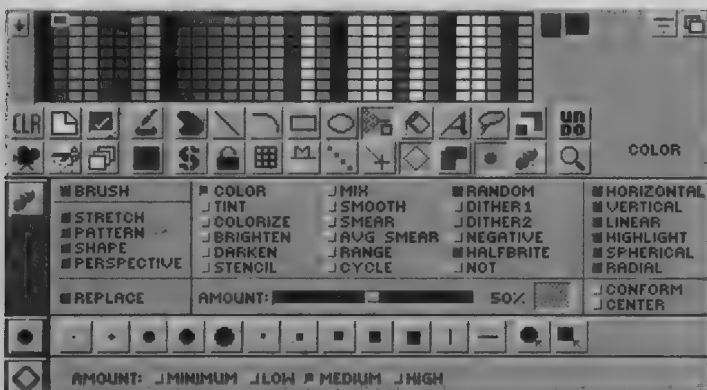 CLR UN DO
COLOR
BRUSH
STRETCH
PATTERN
SHAPE
PERSPECTIVE
REPLACE
COLOR
TINT
COLORIZE
BRIGHTEN
DARKEN
STENCIL
MIX
SMOOTH
SMEAR
AVG SMEAR
RANGE
CYCLE
RANDOM
DITHER1
DITHER2
NEGATIVE
HALFBRITE
NOT
AMOUNT: 50%
HORIZONTAL
VERTICAL
LINEAR
HIGHLIGHT
SPHERICAL
RADIAL
CONFORM
CENTER
AMOUNT: MINIMUM LOW MEDIUM HIGH